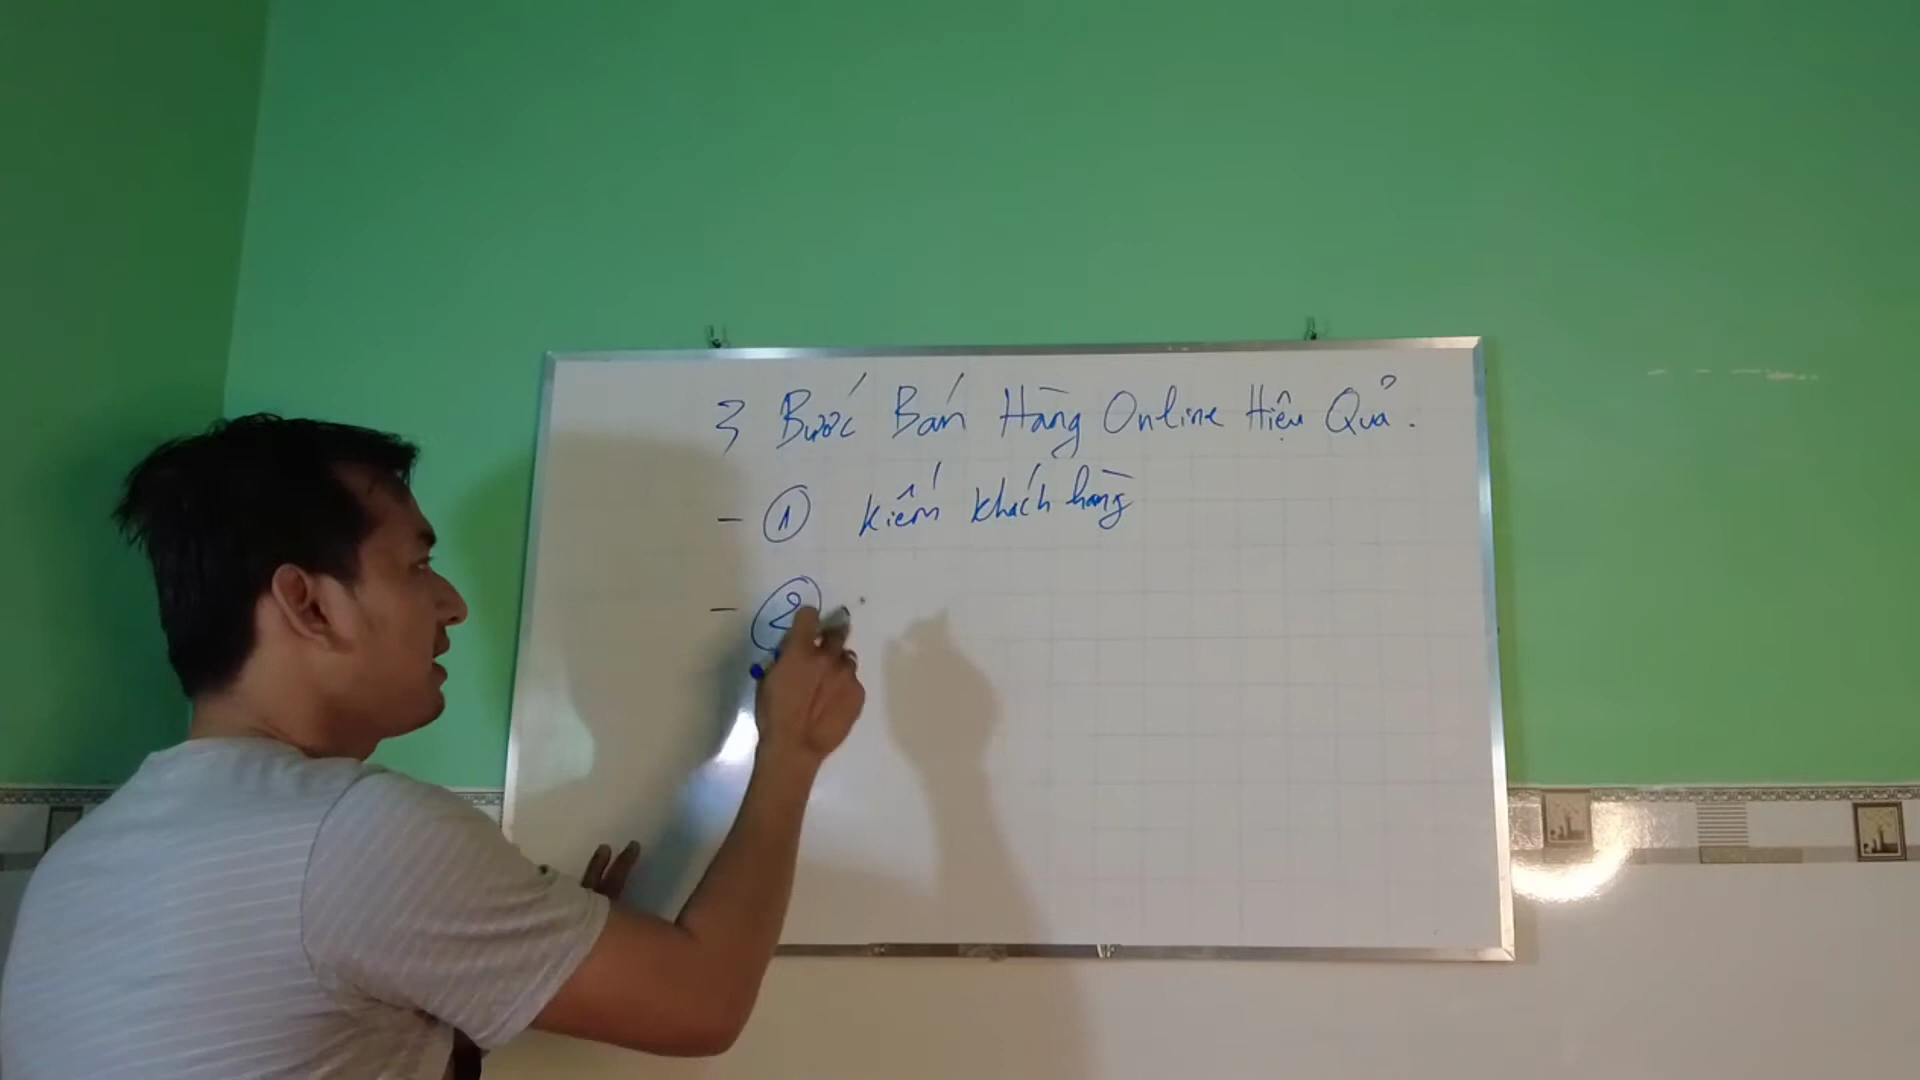 3 Bước Bán Hàng Online Hiệu Quả.
- ① Kiếm khách hàng
- ②